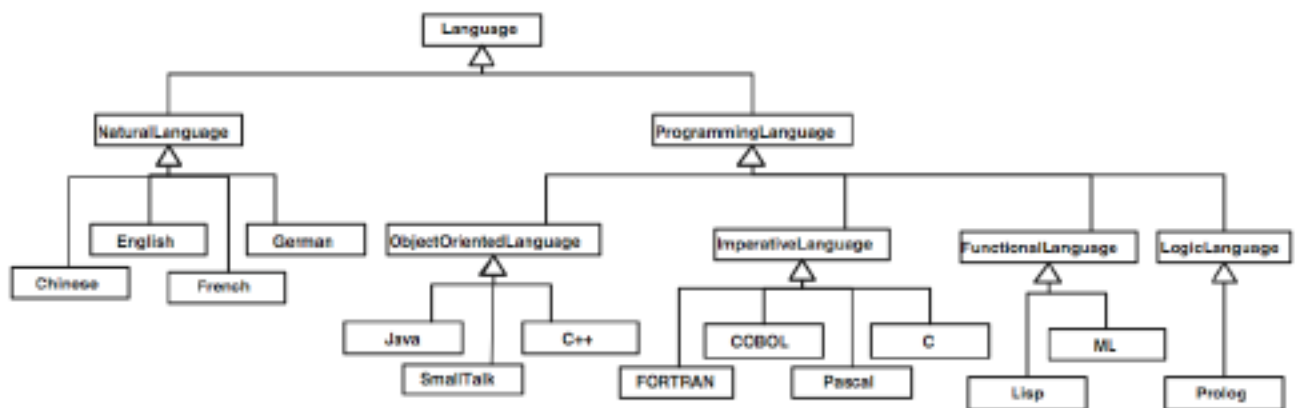 Language
NaturalLanguage
ProgrammingLanguage
English
German
ObjectOrientedLanguage
ImperativeLanguage
FunctionalLanguage
LogicLanguage
Chinese
French
Java
C++
COBOL
C
ML
SmallTalk
FORTRAN
Pascal
Lisp
Prolog